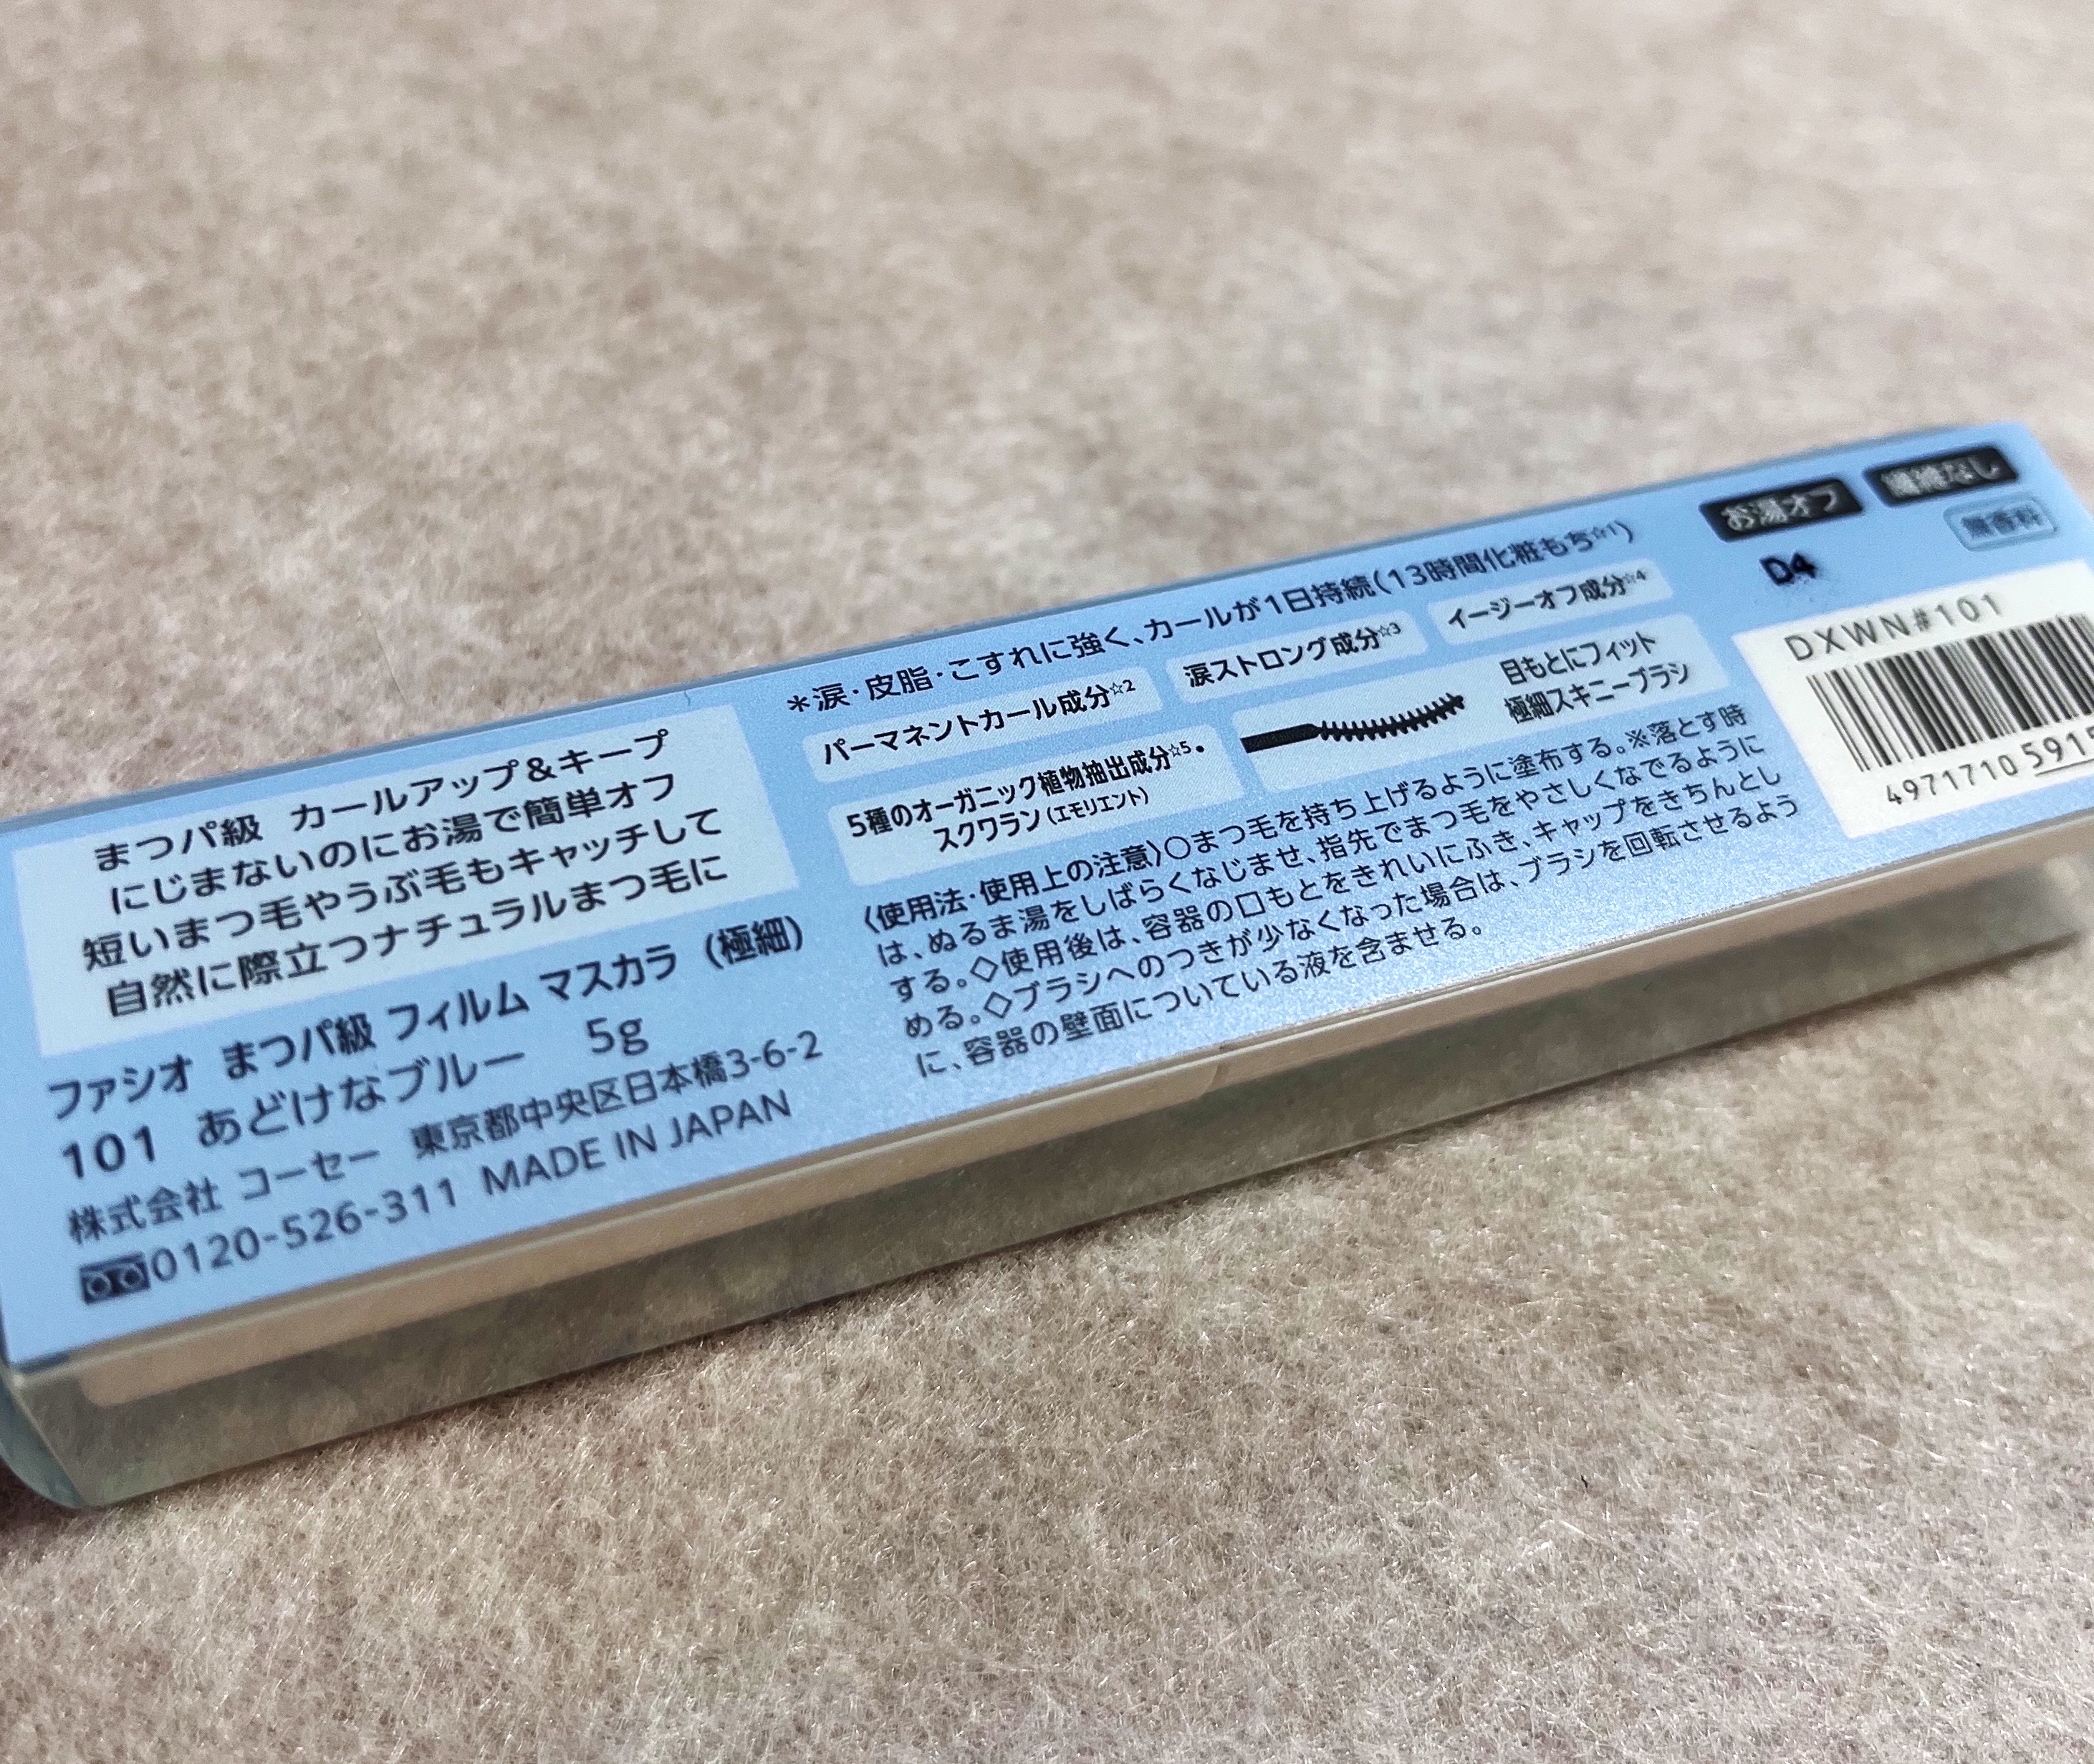 まつパ級 カールアップ&キープ
にじまないのにお湯で簡単オフ
短いまつ毛やうぶ毛もキャッチして
自然に際立つナチュラルまつ毛に
ファシオ まつパ級 フィルム マスカラ (極細)
101 あどけなブルー 5g
株式会社 コーセー 東京都中央区日本橋3-6-2
0120-526-311 MADE IN JAPAN
*涙・皮脂・こすれに強く、カールが1日持続(13時間化粧もち☆1)
パーマネントカール成分☆2
涙ストロング成分☆3
イージーオフ成分☆4
5種のオーガニック植物抽出成分☆5・
スクワラン(エモリエント)
目もとにフィット
極細スキニーブラシ
〈使用法・使用上の注意〉○まつ毛を持ち上げるように塗布する。※落とす時
は、ぬるま湯をしばらくなじませ、指先でまつ毛をやさしくなでるように
する。◇使用後は、容器の口もとをきれいにふき、キャップをきちんとし
める。◇ブラシへのつきが少なくなった場合は、ブラシを回転させるよう
に、容器の壁面についている液を含ませる。
お湯オフ
繊維なし
無香料
D4
DXWN#101
4971710 5915